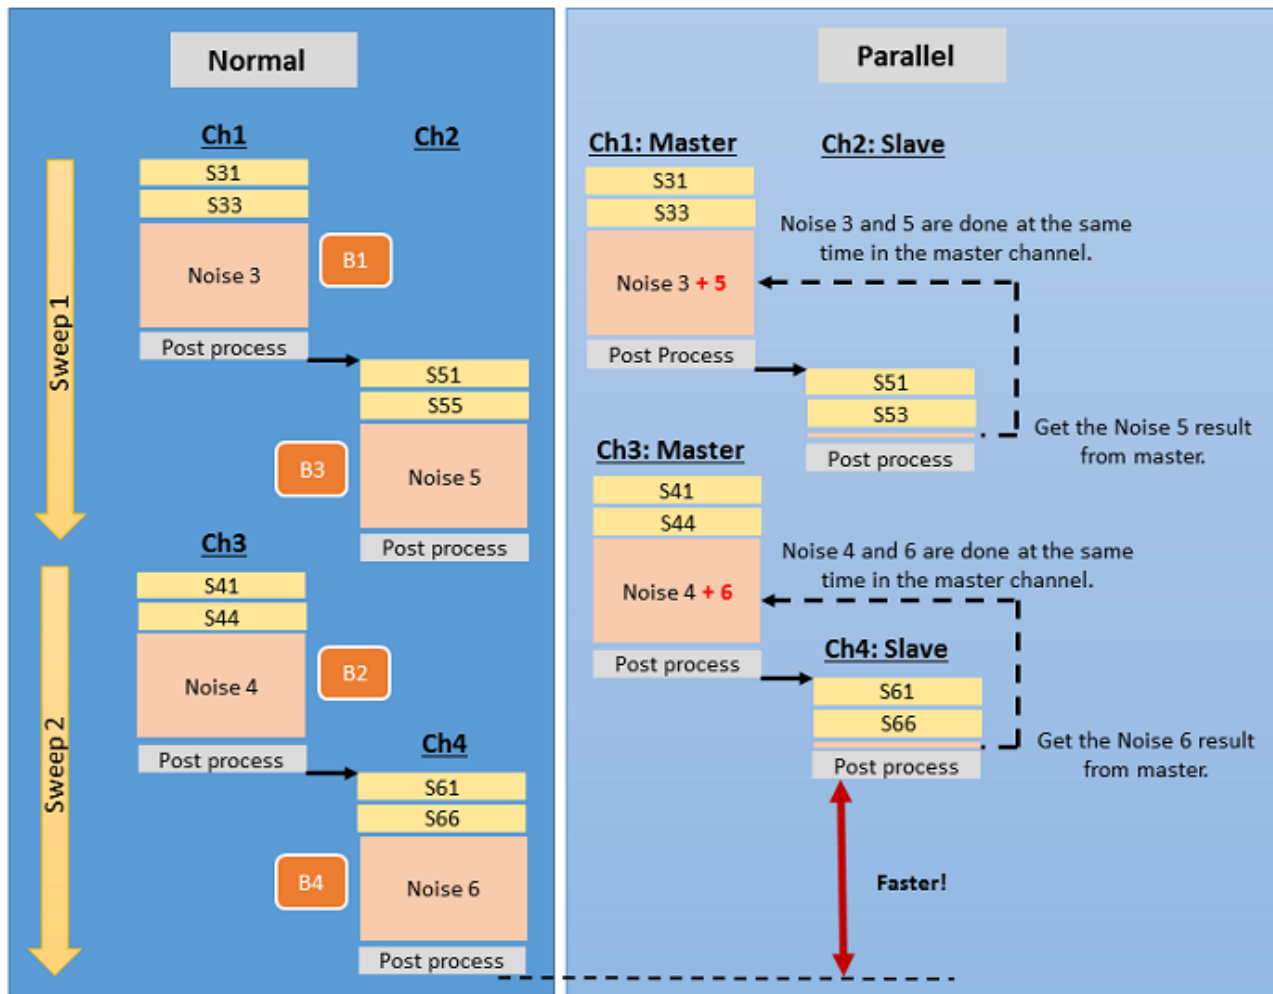 Normal
Ch1
Ch2
S31
S33
Noise 3
B1
Post process
S51
S55
Noise 5
B3
Post process
Sweep 1
Ch3
S41
S44
Noise 4
B2
Post process
Ch4
S61
S66
Noise 6
B4
Post process
Sweep 2
Parallel
Ch1: Master
Ch2: Slave
S31
S33
Noise 3 + 5
Post Process
Noise 3 and 5 are done at the same
time in the master channel.
S51
S53
Post process
Get the Noise 5 result
from master.
Ch3: Master
S41
S44
Noise 4 + 6
Post process
Noise 4 and 6 are done at the same
time in the master channel.
Ch4: Slave
S61
S66
Post process
Get the Noise 6 result
from master.
Faster!